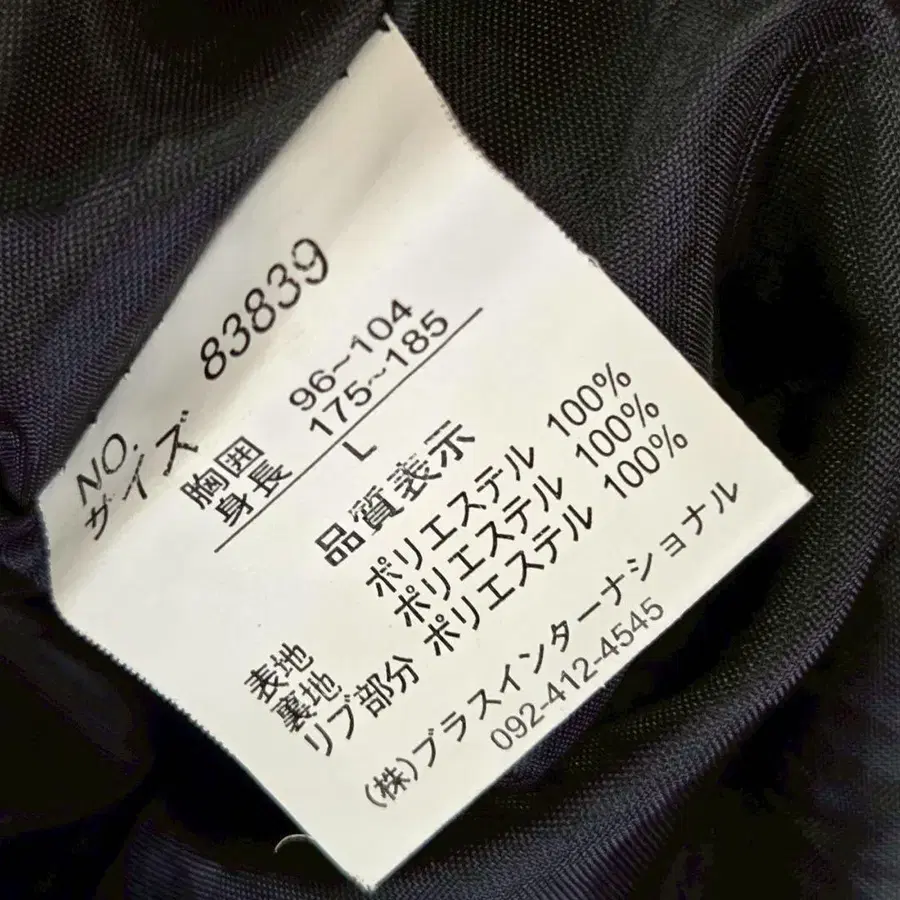 NO. 83839
サイズ
胸囲 96~104
身長 175~185
L
品質表示
表地 ポリエステル 100%
裏地 ポリエステル 100%
リブ部分 ポリエステル 100%
(株)ブラスインターナショナル
092-412-4545